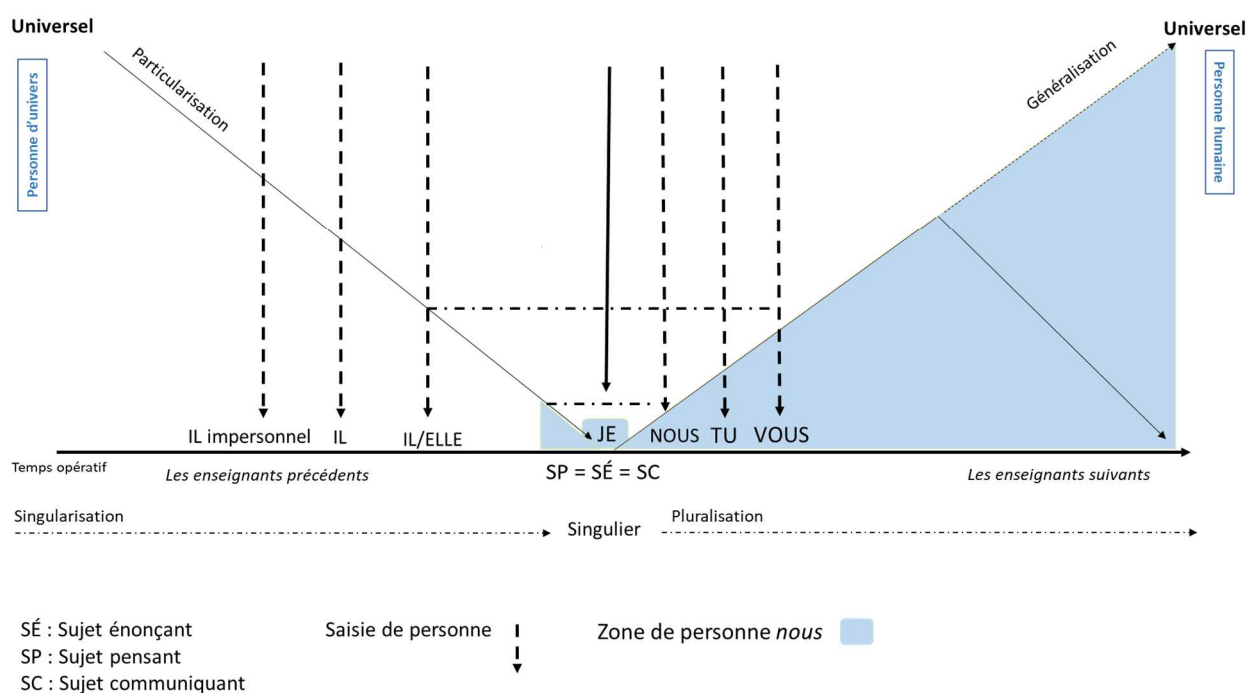 Universel
Universel
Personne d'univers
Particularisation
Généralisation
Personne humaine
IL impersonnel
IL
IL/ELLE
JE
NOUS
TU
VOUS
Temps opératif
Les enseignants précédents
SP = SÉ = SC
Les enseignants suivants
Singularisation
Singulier
Pluralisation
SÉ : Sujet énonçant
SP : Sujet pensant
SC : Sujet communiquant
Saisie de personne
Zone de personne nous